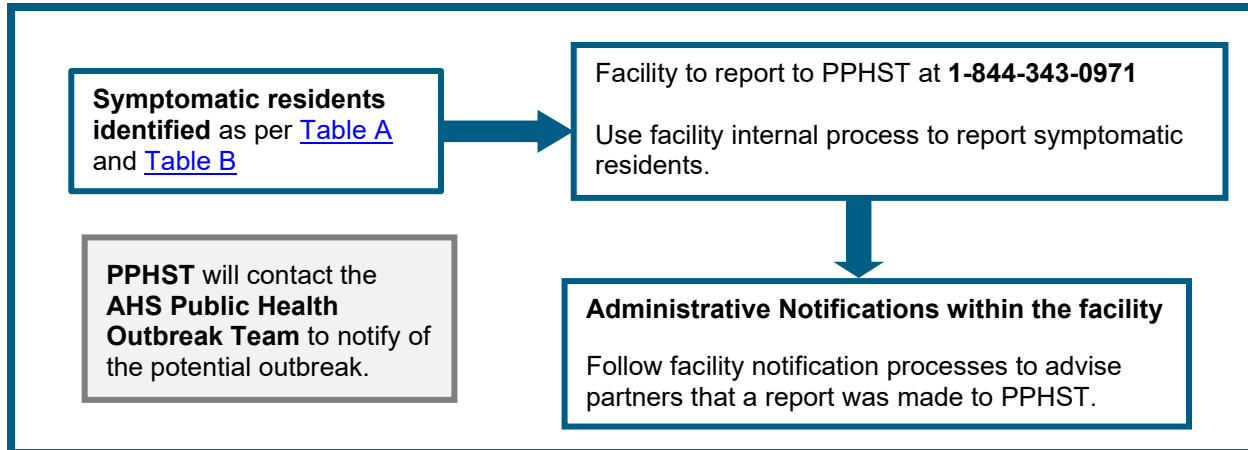 Symptomatic residents
identified as per Table A
and Table B
Facility to report to PPHST at 1-844-343-0971
Use facility internal process to report symptomatic
residents.
PPHST will contact the
AHS Public Health
Outbreak Team to notify of
the potential outbreak.
Administrative Notifications within the facility
Follow facility notification processes to advise
partners that a report was made to PPHST.